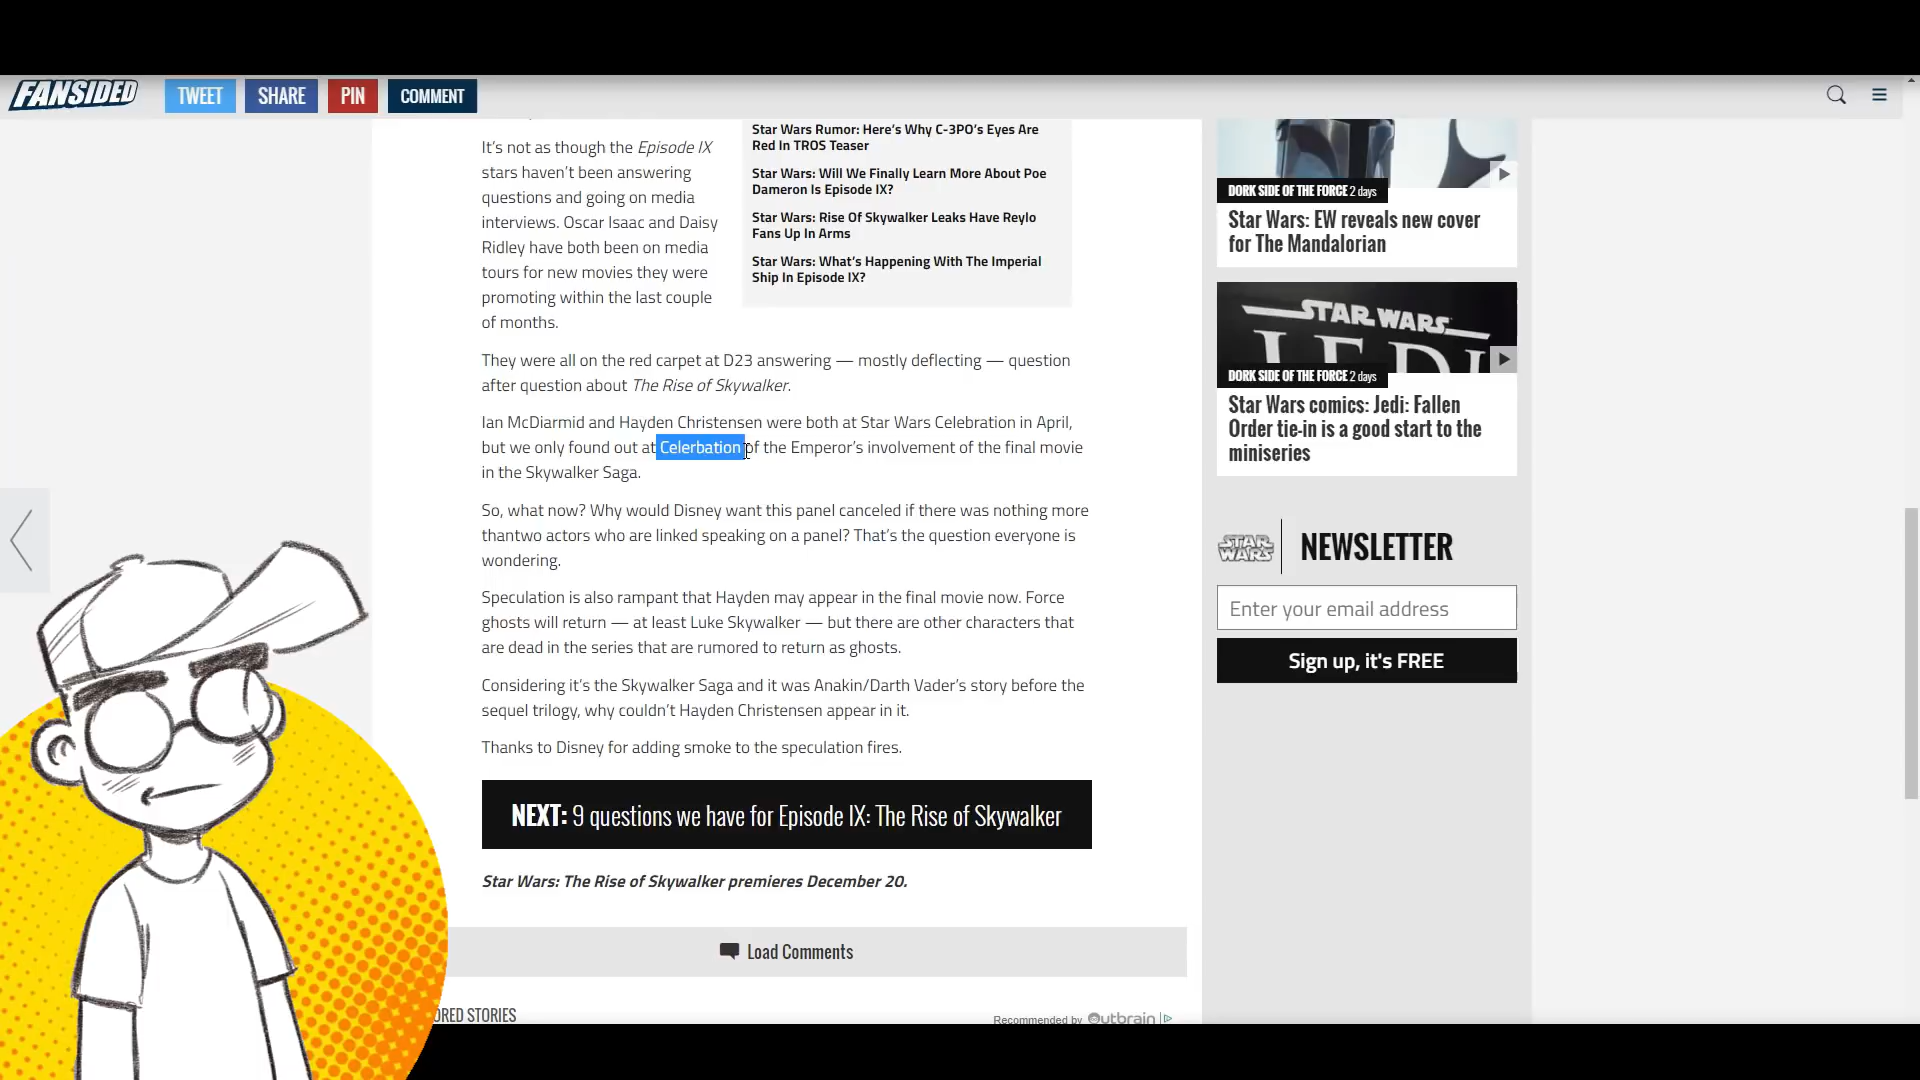 FANSIDED
TWEET
SHARE
PIN
COMMENT
It’s not as though the Episode IX
stars haven’t been answering
questions and going on media
interviews. Oscar Isaac and Daisy
Ridley have both been on media
tours for new movies they were
promoting within the last couple
of months.
Star Wars Rumor: Here’s Why C-3PO’s Eyes Are
Red In TROS Teaser
Star Wars: Will We Finally Learn More About Poe
Dameron Is Episode IX?
Star Wars: Rise Of Skywalker Leaks Have Reylo
Fans Up In Arms
Star Wars: What’s Happening With The Imperial
Ship In Episode IX?
They were all on the red carpet at D23 answering — mostly deflecting — question
after question about The Rise of Skywalker.
Ian McDiarmid and Hayden Christensen were both at Star Wars Celebration in April,
but we only found out at Celerbation of the Emperor’s involvement of the final movie
in the Skywalker Saga.
So, what now? Why would Disney want this panel canceled if there was nothing more
thantwo actors who are linked speaking on a panel? That’s the question everyone is
wondering.
Speculation is also rampant that Hayden may appear in the final movie now. Force
ghosts will return — at least Luke Skywalker — but there are other characters that
are dead in the series that are rumored to return as ghosts.
Considering it’s the Skywalker Saga and it was Anakin/Darth Vader’s story before the
sequel trilogy, why couldn’t Hayden Christensen appear in it.
Thanks to Disney for adding smoke to the speculation fires.
NEXT: 9 questions we have for Episode IX: The Rise of Skywalker
Star Wars: The Rise of Skywalker premieres December 20.
Load Comments
ORED STORIES
Recommended by Outbrain
DORK SIDE OF THE FORCE 2 days
Star Wars: EW reveals new cover
for The Mandalorian
STAR WARS
JEDI
DORK SIDE OF THE FORCE 2 days
Star Wars comics: Jedi: Fallen
Order tie-in is a good start to the
miniseries
STAR
WARS
NEWSLETTER
Enter your email address
Sign up, it's FREE